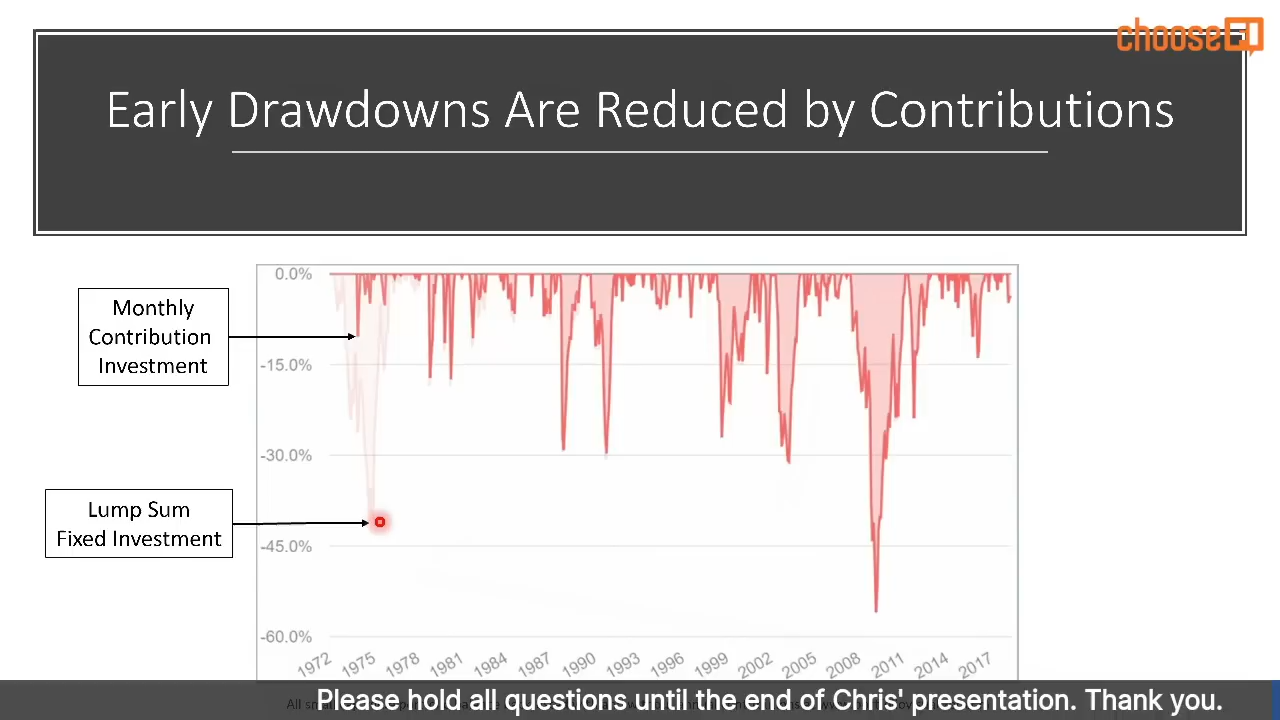 chooseFI
Early Drawdowns Are Reduced by Contributions
0.0%
Monthly
Contribution
Investment
-15.0%
-30.0%
Lump Sum
Fixed Investment
-45.0%
-60.0%
1972 1975 1978 1981 1984 1987 1990 1993 1996 1999 2002 2005 2008 2011 2014 2017
Please hold all questions until the end of Chris' presentation. Thank you.